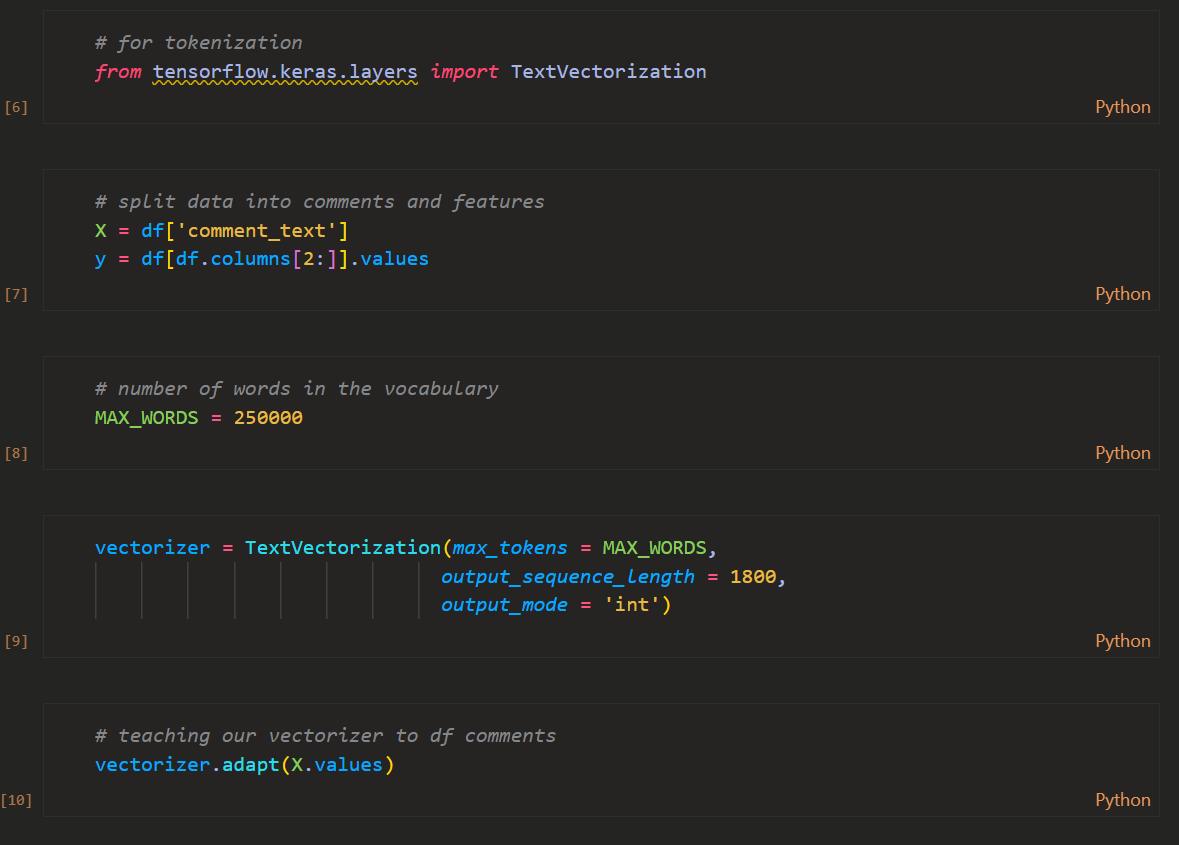 # for tokenization
from tensorflow.keras.layers import TextVectorization
[6]
Python
# split data into comments and features
X = df['comment_text']
y = df[df.columns[2:]].values
[7]
Python
# number of words in the vocabulary
MAX_WORDS = 250000
[8]
Python
vectorizer = TextVectorization(max_tokens = MAX_WORDS,
output_sequence_length = 1800,
output_mode = 'int')
[9]
Python
# teaching our vectorizer to df comments
vectorizer.adapt(X.values)
[10]
Python